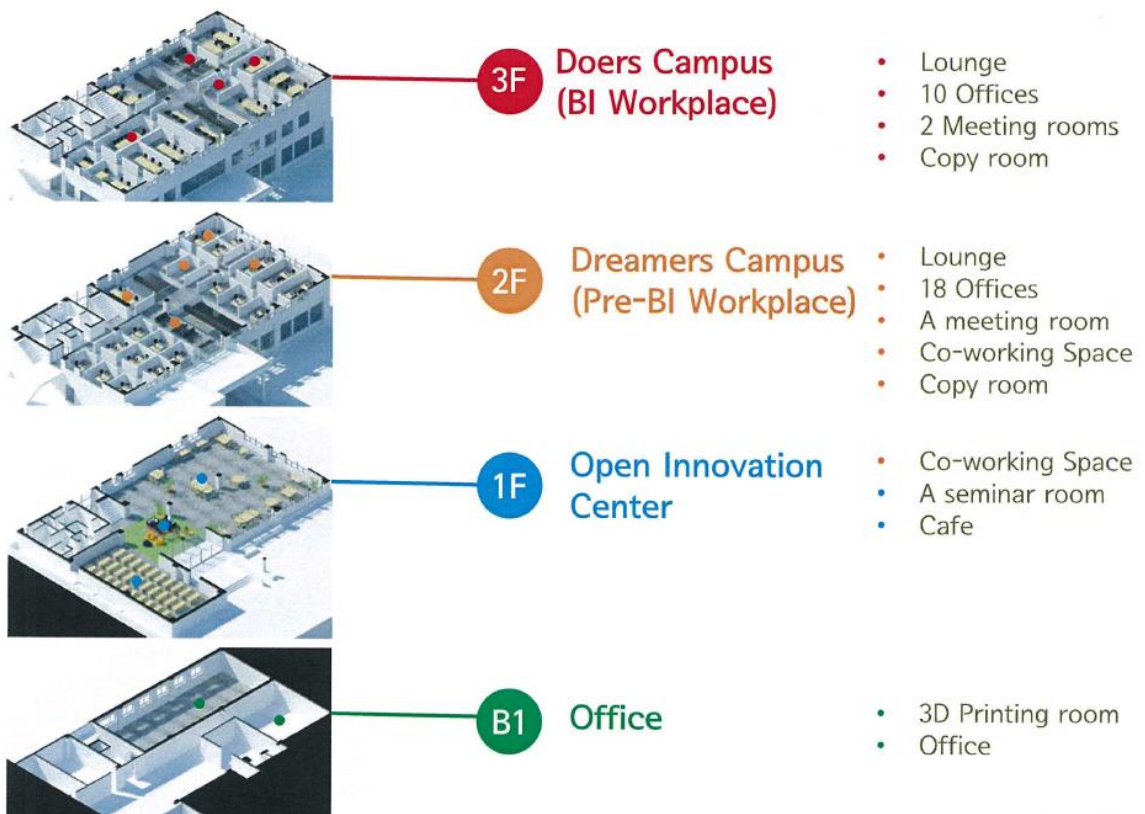 3F
Doers Campus
(BI Workplace)
• Lounge
• 10 Offices
• 2 Meeting rooms
• Copy room
2F
Dreamers Campus
(Pre-BI Workplace)
• Lounge
• 18 Offices
• A meeting room
• Co-working Space
• Copy room
1F
Open Innovation
Center
• Co-working Space
• A seminar room
• Cafe
B1
Office
• 3D Printing room
• Office